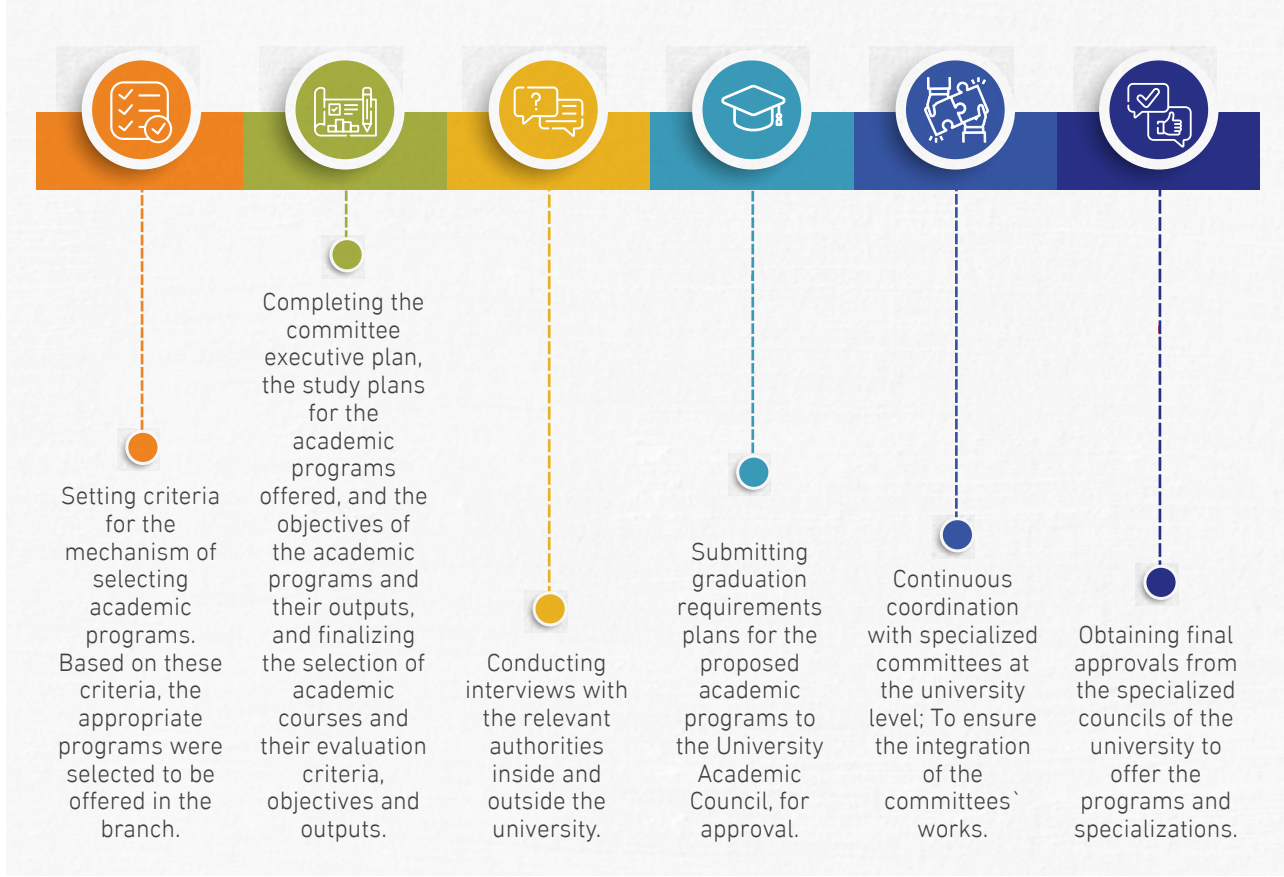 Setting criteria
for the
mechanism of
selecting
academic
programs.
Based on these
criteria, the
appropriate
programs were
selected to be
offered in the
branch.
Completing the
committee
executive plan,
the study plans
for the
academic
programs
offered, and the
objectives of
the academic
programs and
their outputs,
and finalizing
the selection of
academic
courses and
their evaluation
criteria,
objectives and
outputs.
Conducting
interviews with
the relevant
authorities
inside and
outside the
university.
Submitting
graduation
requirements
plans for the
proposed
academic
programs to
the University
Academic
Council, for
approval.
Continuous
coordination
with specialized
committees at
the university
level; To ensure
the integration
of the
committees`
works.
Obtaining final
approvals from
the specialized
councils of the
university to
offer the
programs and
specializations.